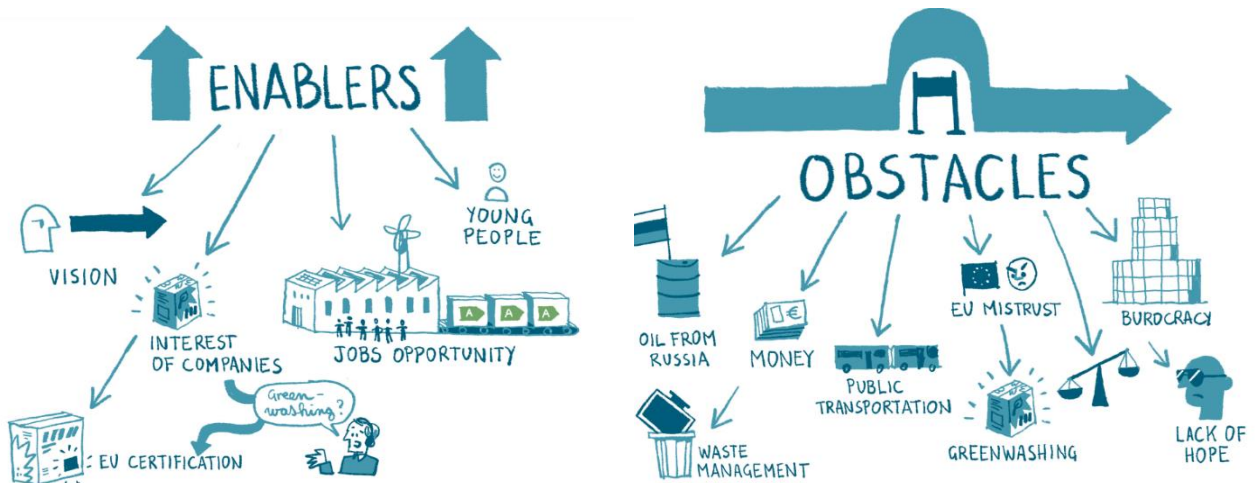 ENABLERS
VISION
INTEREST
OF COMPANIES
EU CERTIFICATION
Green-
washing?
A
A
A
JOBS OPPORTUNITY
YOUNG
PEOPLE
OBSTACLES
OIL FROM
RUSSIA
€
MONEY
WASTE
MANAGEMENT
PUBLIC
TRANSPORTATION
EU MISTRUST
GREENWASHING
BUROCRACY
LACK OF
HOPE